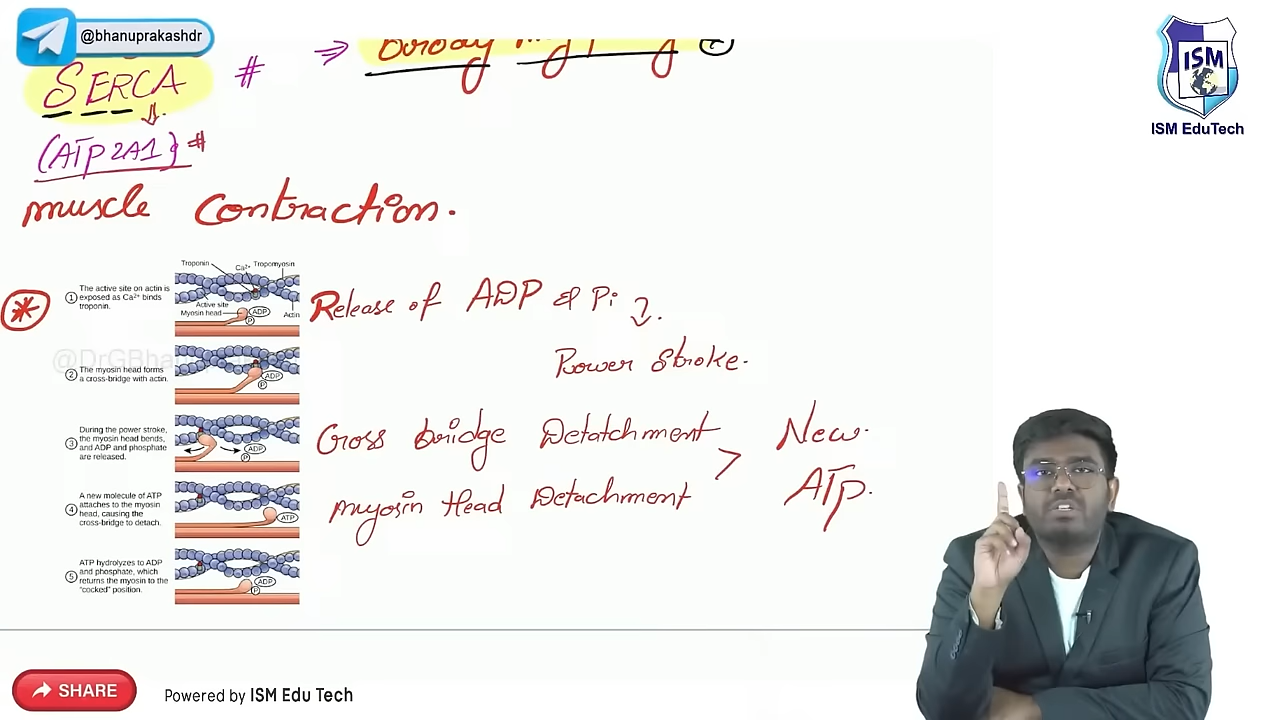 @bhanuprakashdr
SERCA # ⇒
(ATP2A1) #
muscle contraction.
ISM
ISM EduTech
Troponin Ca2+ Tropomyosin
1 The active site on actin is
exposed as Ca2+ binds
troponin.
Active site
Myosin head ADP
P Actin
Release of ADP & Pi
Power Stroke.
2 The myosin head forms
a cross-bridge with actin.
ADP
P
3 During the power stroke,
the myosin head bends,
and ADP and phosphate
are released.
ADP
P
Cross bridge Detatchment
Myosin Head Detachment
> New.
ATP.
4 A new molecule of ATP
attaches to the myosin
head, causing the
cross-bridge to detach.
ATP
5 ATP hydrolyzes to ADP
and phosphate, which
returns the myosin to the
"cocked" position.
ADP
P
SHARE
Powered by ISM Edu Tech